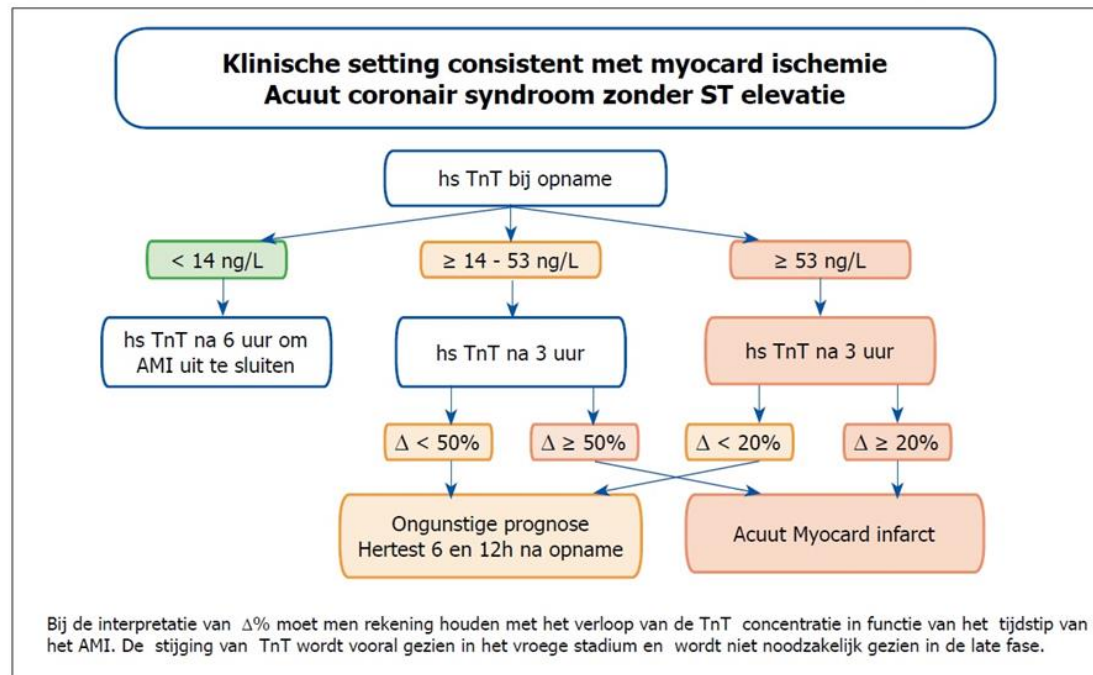 Klinische setting consistent met myocard ischemie
Acuut coronair syndroom zonder ST elevatie
hs TnT bij opname
< 14 ng/L
≥ 14 - 53 ng/L
≥ 53 ng/L
hs TnT na 6 uur om
AMI uit te sluiten
hs TnT na 3 uur
hs TnT na 3 uur
Δ < 50%
Δ ≥ 50%
Δ < 20%
Δ ≥ 20%
Ongunstige prognose
Hertest 6 en 12h na opname
Acuut Myocard infarct
Bij de interpretatie van Δ% moet men rekening houden met het verloop van de TnT concentratie in functie van het tijdstip van
het AMI. De stijging van TnT wordt vooral gezien in het vroege stadium en wordt niet noodzakelijk gezien in de late fase.